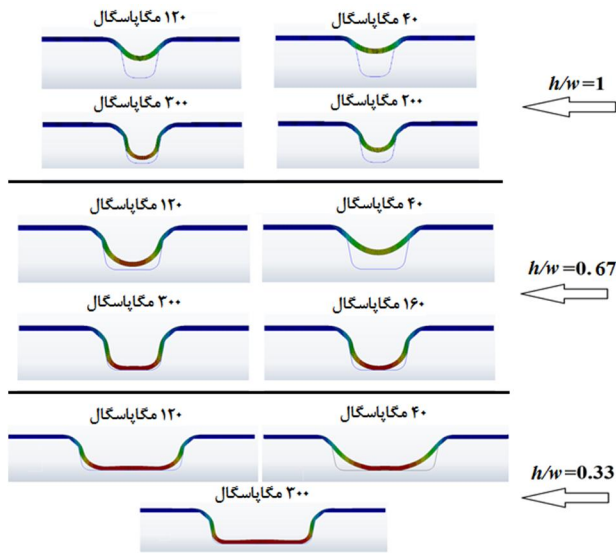 ۱۲۰ مگاپاسگال
۴۰ مگاپاسگال
h/w=1
۳۰۰ مگاپاسگال
۲۰۰ مگاپاسگال
۱۲۰ مگاپاسگال
۴۰ مگاپاسگال
h/w=0.67
۳۰۰ مگاپاسگال
۱۶۰ مگاپاسگال
۱۲۰ مگاپاسگال
۴۰ مگاپاسگال
h/w=0.33
۳۰۰ مگاپاسگال